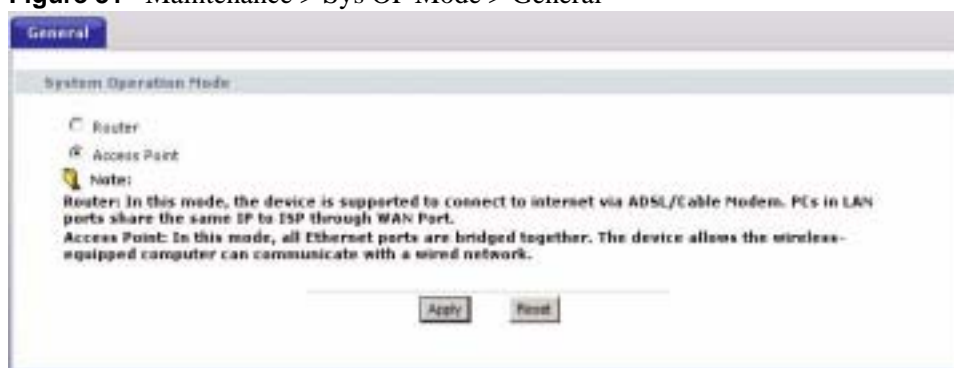 Maintenance > Sys OP Mode > General
General
System Operation Mode
Router
Access Point
Note:
Router: In this mode, the device is supported to connect to internet via ADSL/Cable Modem. PCs in LAN
ports share the same IP to ISP through WAN Port.
Access Point: In this mode, all Ethernet ports are bridged together. The device allows the wireless-
equipped computer can communicate with a wired network.
Apply Reset